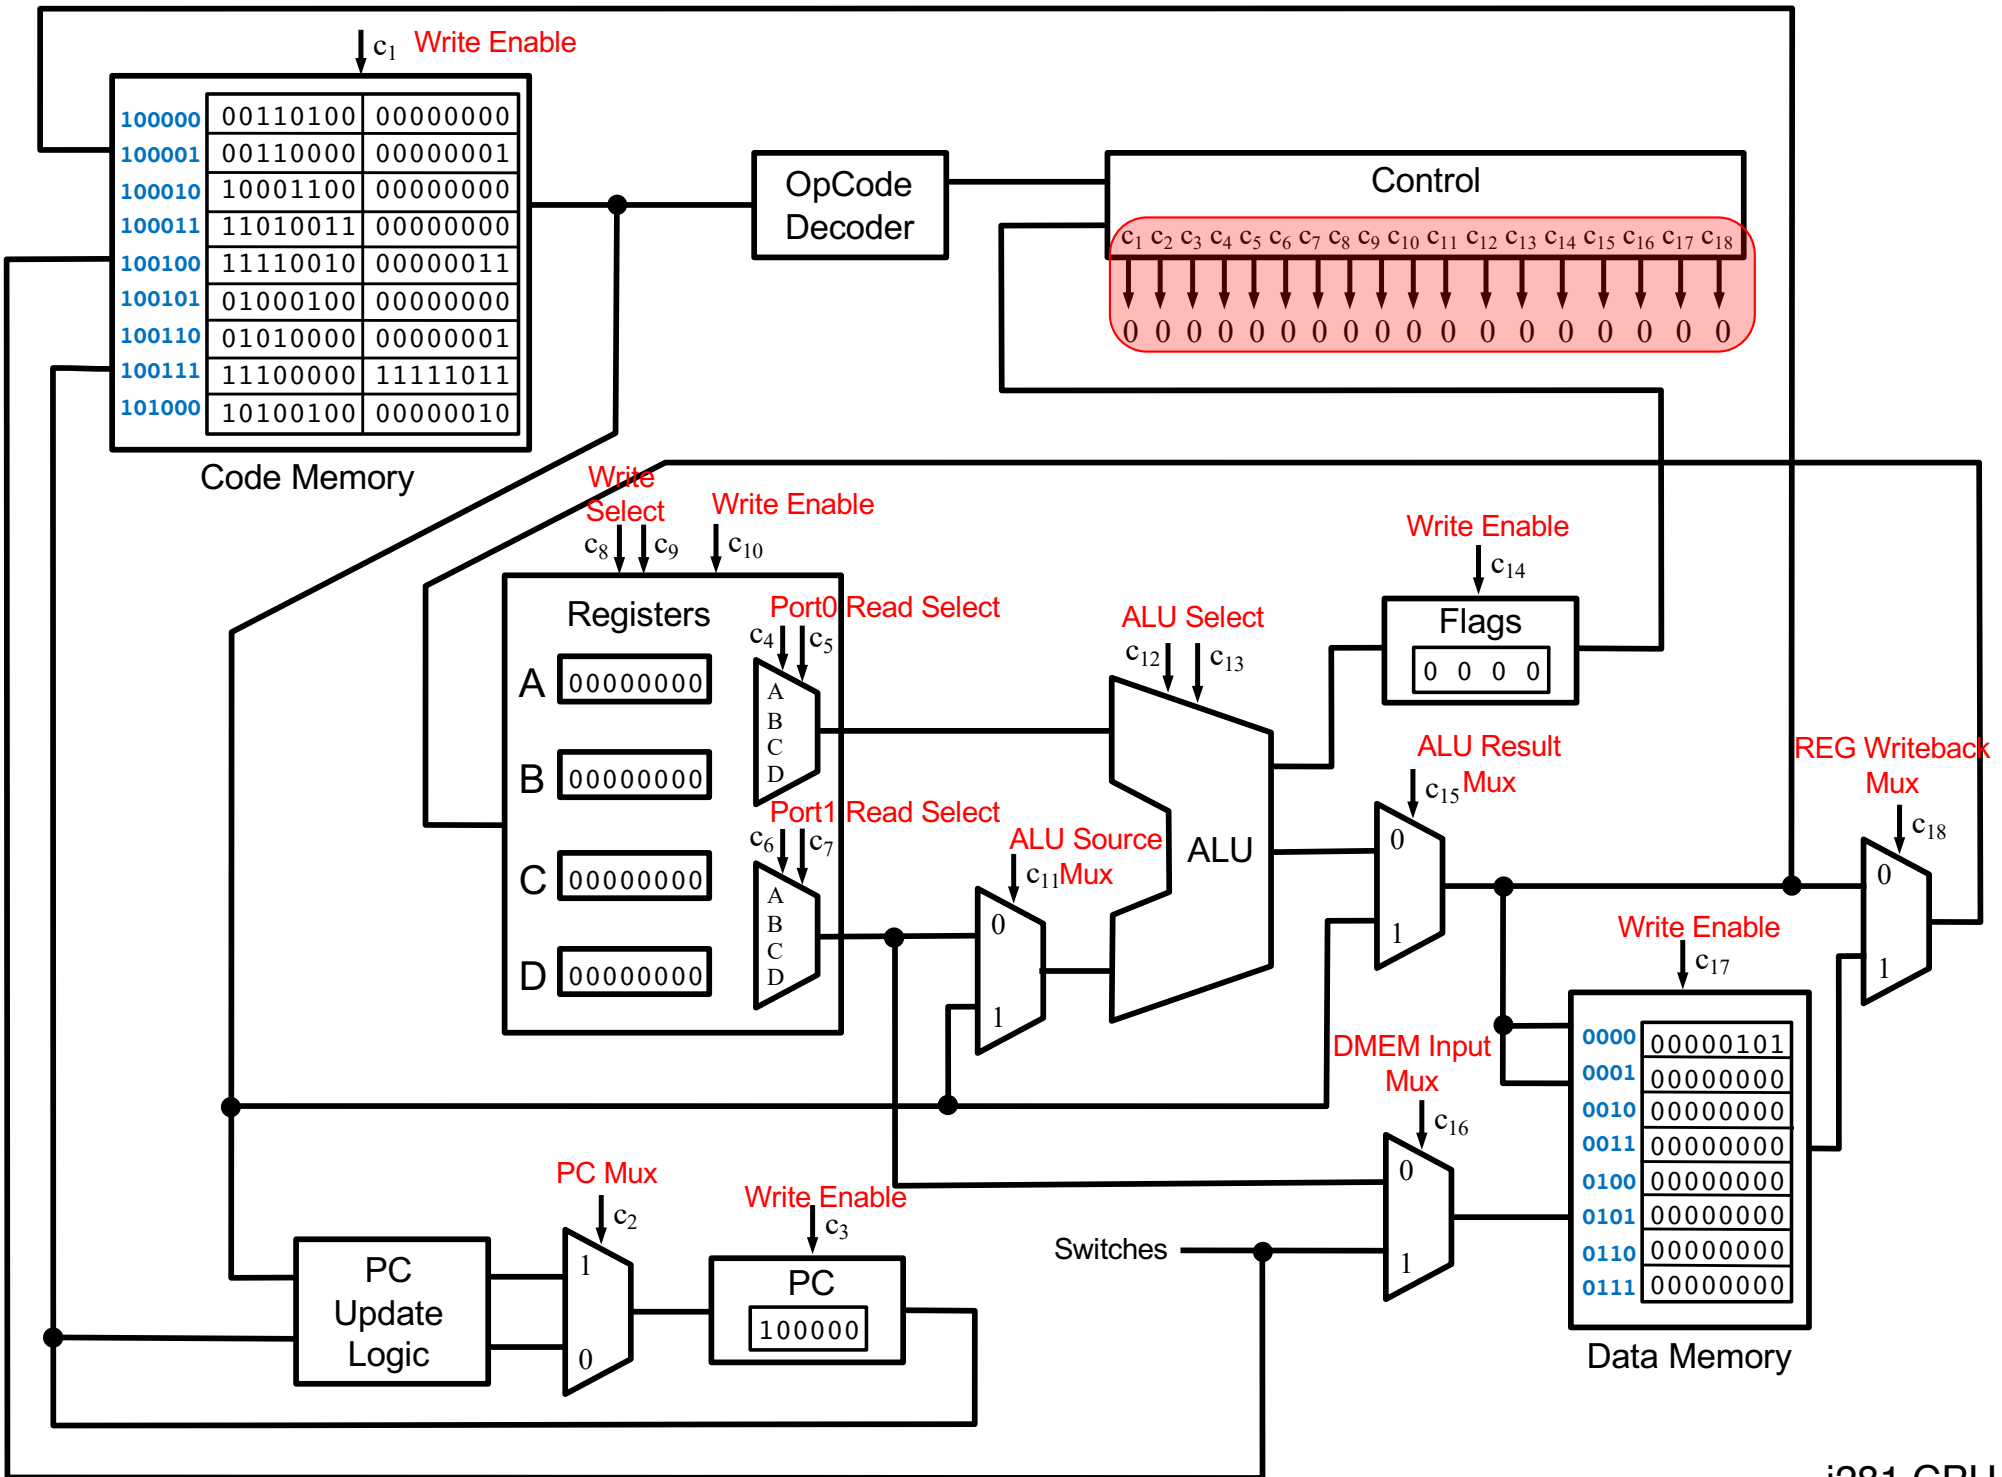 c1 Write Enable
100000 00110100 00000000
100001 00110000 00000001
100010 10001100 00000000
100011 11010011 00000000
100100 11110010 00000011
100101 01000100 00000000
100110 01010000 00000001
100111 11100000 11111011
101000 10100100 00000010
Code Memory
OpCode
Decoder
Control
c1 c2 c3 c4 c5 c6 c7 c8 c9 c10 c11 c12 c13 c14 c15 c16 c17 c18
0 0 0 0 0 0 0 0 0 0 0 0 0 0 0 0 0 0
Write
Select
c8 c9
Write Enable
c10
Registers
A 00000000
B 00000000
C 00000000
D 00000000
Port0 Read Select
c4 c5
A
B
C
D
Port1 Read Select
c6 c7
A
B
C
D
ALU Source
Mux
c11
0
1
ALU Select
c12 c13
ALU
Write Enable
c14
Flags
0 0 0 0
ALU Result
Mux
c15
0
1
REG Writeback
Mux
c18
0
1
Write Enable
c17
0000 00000101
0001 00000000
0010 00000000
0011 00000000
0100 00000000
0101 00000000
0110 00000000
0111 00000000
Data Memory
DMEM Input
Mux
c16
0
1
Switches
PC Mux
c2
1
0
Write Enable
c3
PC
100000
PC
Update
Logic
i281 CPU